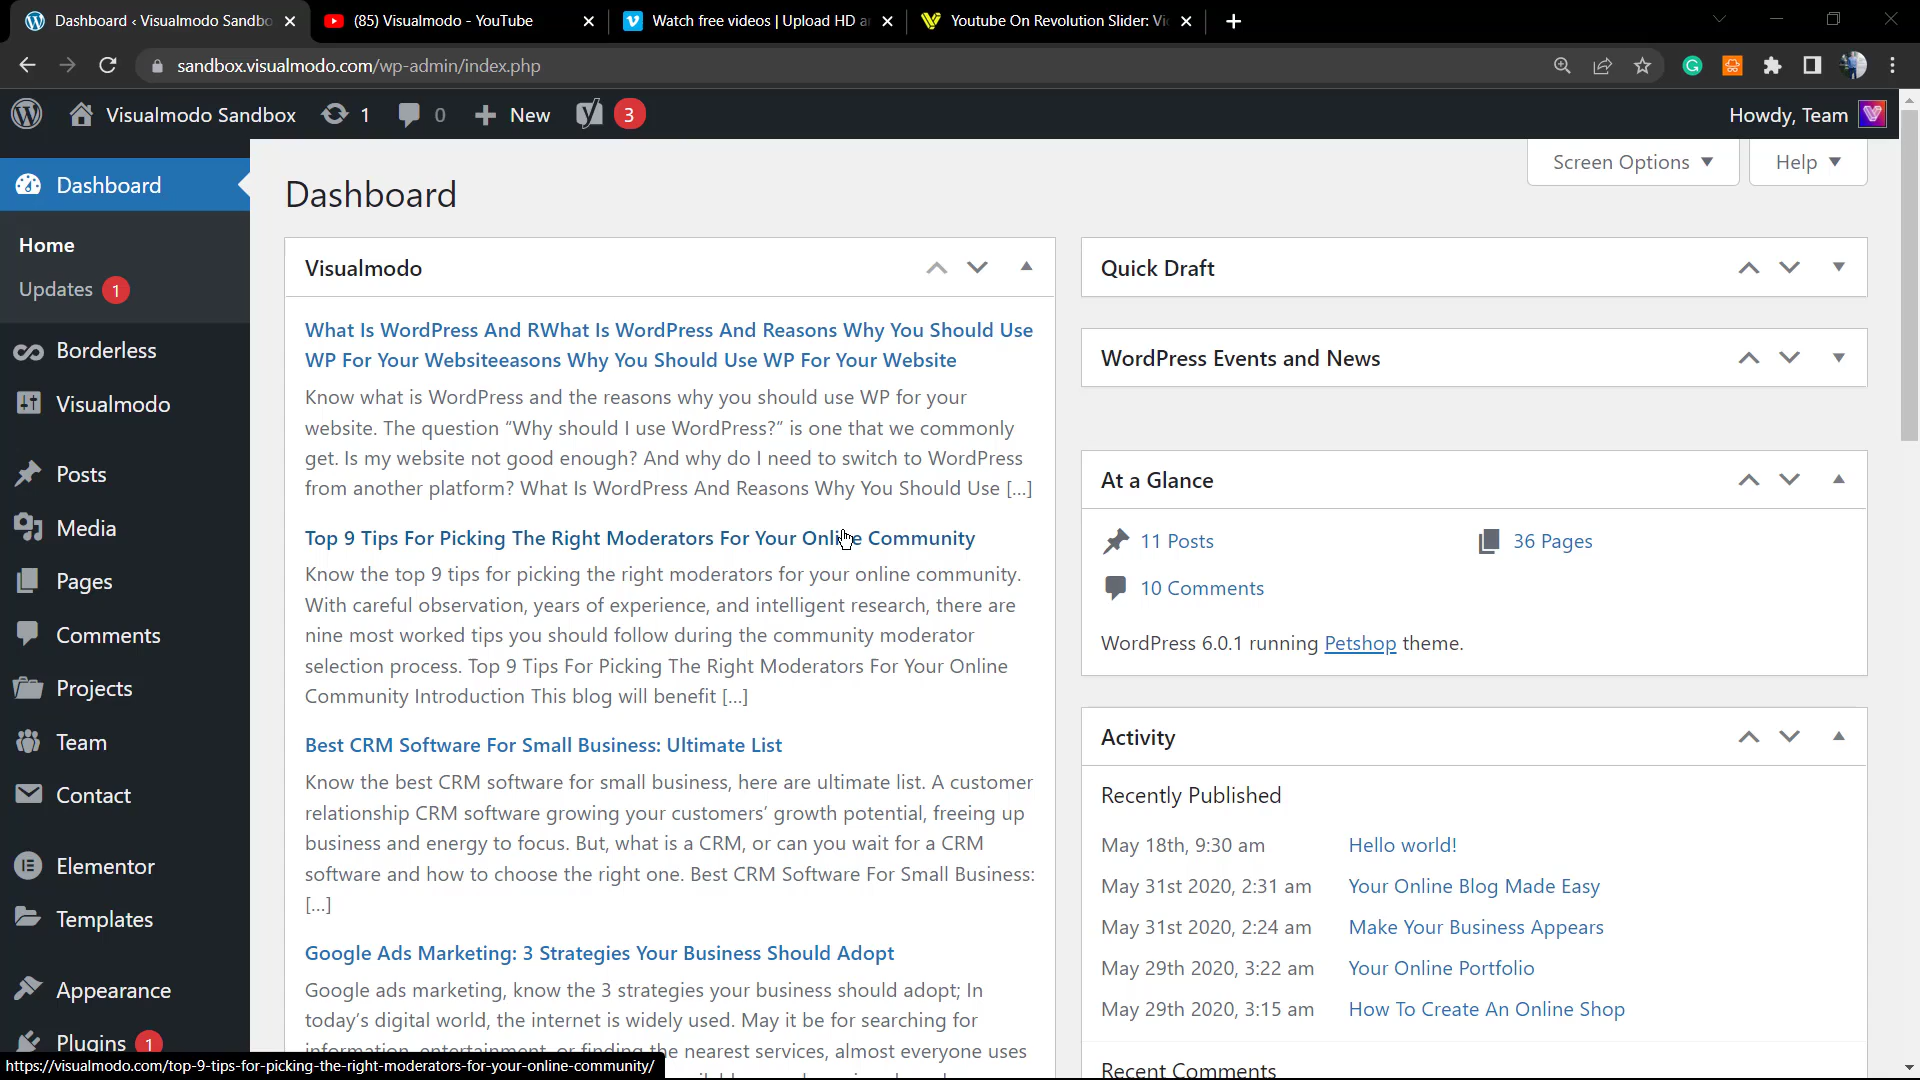 Dashboard ‹ Visualmodo Sandbo
(85) Visualmodo - YouTube
Watch free videos | Upload HD a
Youtube On Revolution Slider: Vi
sandbox.visualmodo.com/wp-admin/index.php
Visualmodo Sandbox
1
0
New
3
Howdy, Team
Dashboard
Home
Updates 1
Borderless
Visualmodo
Posts
Media
Pages
Comments
Projects
Team
Contact
Elementor
Templates
Appearance
Plugins 1
Screen Options
Help
Dashboard
Visualmodo
What Is WordPress And RWhat Is WordPress And Reasons Why You Should Use
WP For Your Websiteeasons Why You Should Use WP For Your Website
Know what is WordPress and the reasons why you should use WP for your
website. The question “Why should I use WordPress?” is one that we commonly
get. Is my website not good enough? And why do I need to switch to WordPress
from another platform? What Is WordPress And Reasons Why You Should Use […]
Top 9 Tips For Picking The Right Moderators For Your Online Community
Know the top 9 tips for picking the right moderators for your online community.
With careful observation, years of experience, and intelligent research, there are
nine most worked tips you should follow during the community moderator
selection process. Top 9 Tips For Picking The Right Moderators For Your Online
Community Introduction This blog will benefit […]
Best CRM Software For Small Business: Ultimate List
Know the best CRM software for small business, here are ultimate list. A customer
relationship CRM software growing your customers’ growth potential, freeing up
business and energy to focus. But, what is a CRM, or can you wait for a CRM
software and how to choose the right one. Best CRM Software For Small Business:
[…]
Google Ads Marketing: 3 Strategies Your Business Should Adopt
Google ads marketing, know the 3 strategies your business should adopt; In
today’s digital world, the internet is widely used. May it be for searching for
information, entertainment, or finding the nearest services, almost everyone uses
Quick Draft
WordPress Events and News
At a Glance
11 Posts
36 Pages
10 Comments
WordPress 6.0.1 running Petshop theme.
Activity
Recently Published
May 18th, 9:30 am Hello world!
May 31st 2020, 2:31 am Your Online Blog Made Easy
May 31st 2020, 2:24 am Make Your Business Appears
May 29th 2020, 3:22 am Your Online Portfolio
May 29th 2020, 3:15 am How To Create An Online Shop
Recent Comments
https://visualmodo.com/top-9-tips-for-picking-the-right-moderators-for-your-online-community/